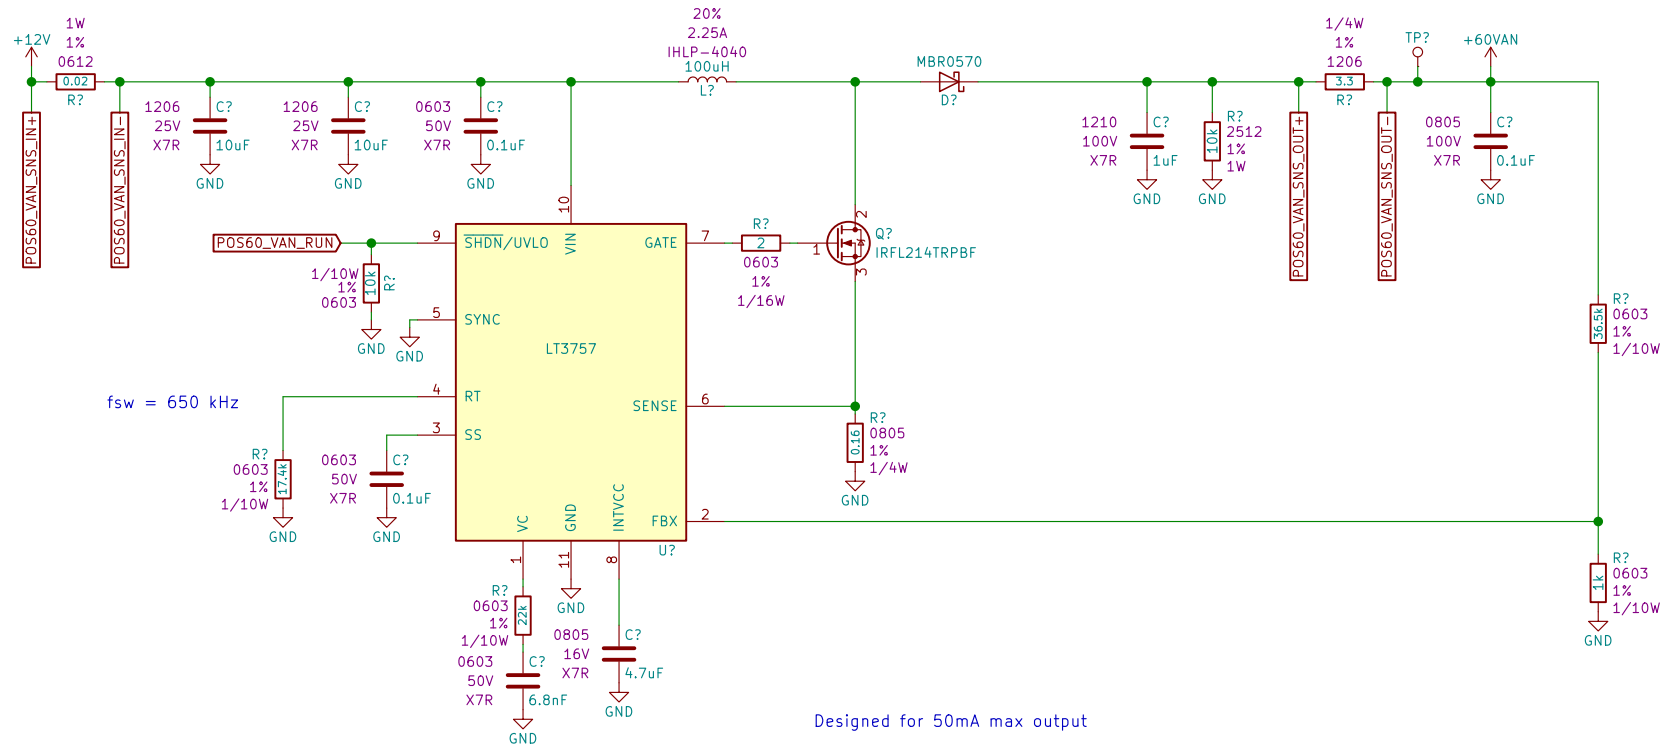 +12V
1W
1%
0612
0.02
R?
POS60_VAN_SNS_IN+
POS60_VAN_SNS_IN-
1206
25V
X7R
C?
10uF
GND
1206
25V
X7R
C?
10uF
GND
0603
50V
X7R
C?
0.1uF
GND
20%
2.25A
IHLP-4040
100uH
L?
MBR0570
D?
1210
100V
X7R
C?
1uF
GND
R?
2512
1%
1W
10k
GND
POS60_VAN_SNS_OUT+
1/4W
1%
1206
3.3
R?
POS60_VAN_SNS_OUT-
TP?
+60VAN
0805
100V
X7R
C?
0.1uF
GND
POS60_VAN_RUN
1/10W
1%
0603
10k
R?
GND
GND
9
SHDN/UVLO
10
VIN
7
GATE
5
SYNC
LT3757
4
RT
3
SS
6
SENSE
2
FBX
1
VC
11
GND
8
INTVCC
U?
R?
2
0603
1%
1/16W
1
2
3
Q?
IRFL214TRPBF
R?
0805
1%
1/4W
0.16
GND
R?
0603
1%
1/10W
36.5k
R?
0603
1%
1/10W
1k
GND
fsw = 650 kHz
R?
0603
1%
1/10W
17.4k
GND
0603
50V
X7R
C?
0.1uF
GND
R?
0603
1%
1/10W
22k
0603
50V
X7R
C?
6.8nF
GND
GND
0805
16V
X7R
C?
4.7uF
GND
Designed for 50mA max output